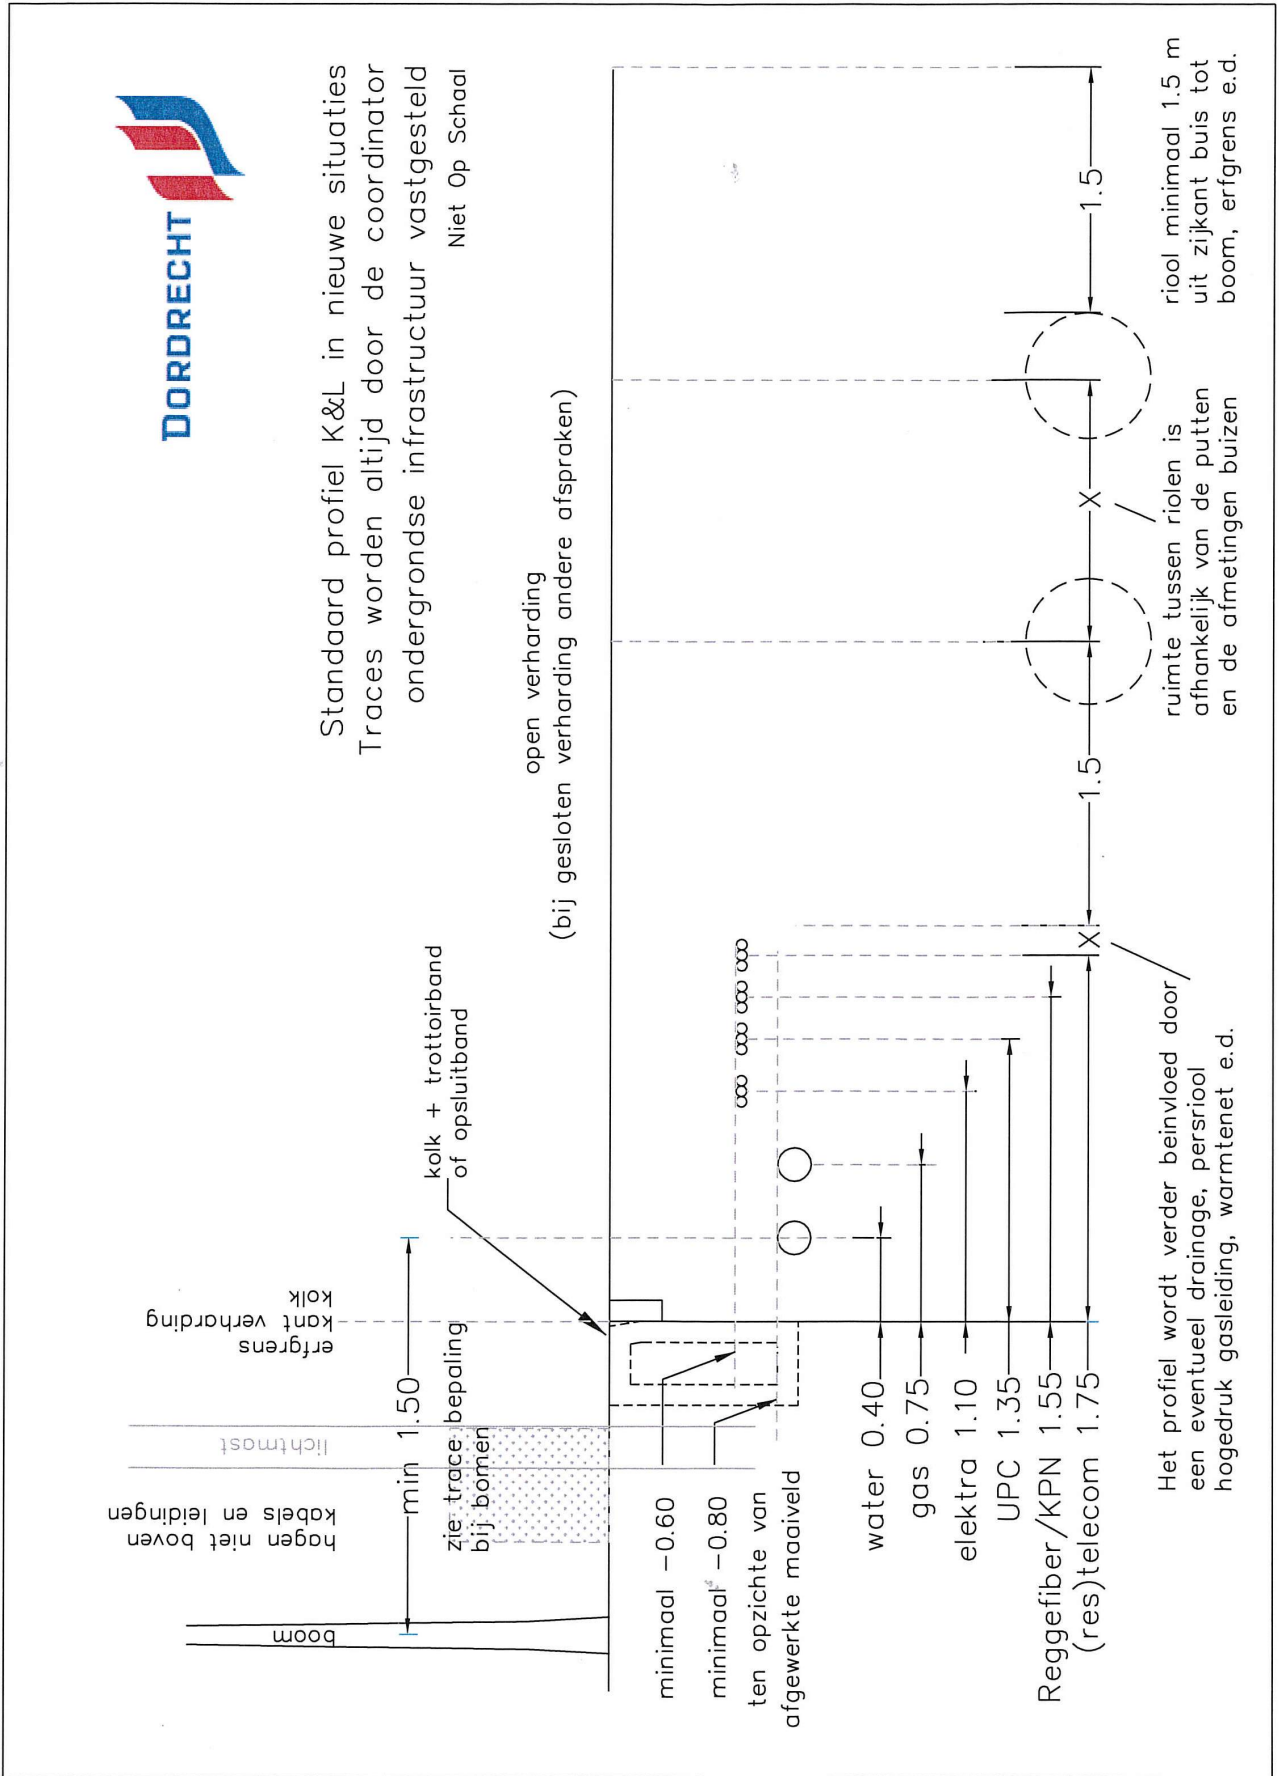 DORDRECHT
Standaard profiel K&L in nieuwe situaties
Traces worden altijd door de coordinator
ondergrondse infrastructuur vastgesteld
Niet Op Schaal
open verharding
(bij gesloten verharding andere afspraken)
kolk + trottoirband
of opsluitband
erfgrens
kant verharding
kolk
lichtmast
hagen niet boven
kabels en leidingen
boom
min 1.50
zie trace bepaling
bij bomen
minimaal -0.60
minimaal -0.80
ten opzichte van
afgewerkte maaiveld
water 0.40
gas 0.75
elektra 1.10
UPC 1.35
Reggefiber/KPN 1.55
(res)telecom 1.75
X
1.5
X
1.5
Het profiel wordt verder beinvloed door
een eventueel drainage, persriool
hogedruk gasleiding, warmtenet e.d.
ruimte tussen riolen is
afhankelijk van de putten
en de afmetingen buizen
riool minimaal 1.5 m
uit zijkant buis tot
boom, erfgrens e.d.